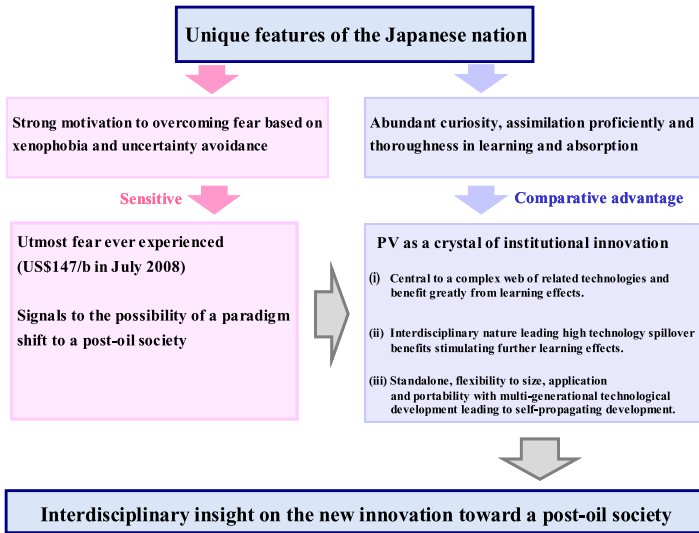 Unique features of the Japanese nation
Strong motivation to overcoming fear based on
xenophobia and uncertainty avoidance
Abundant curiosity, assimilation proficiently and
thoroughness in learning and absorption
Sensitive
Comparative advantage
Utmost fear ever experienced
(US$147/b in July 2008)
Signals to the possibility of a paradigm
shift to a post-oil society
PV as a crystal of institutional innovation
(i) Central to a complex web of related technologies and
benefit greatly from learning effects.
(ii) Interdisciplinary nature leading high technology spillover
benefits stimulating further learning effects.
(iii) Standalone, flexibility to size, application
and portability with multi-generational technological
development leading to self-propagating development.
Interdisciplinary insight on the new innovation toward a post-oil society